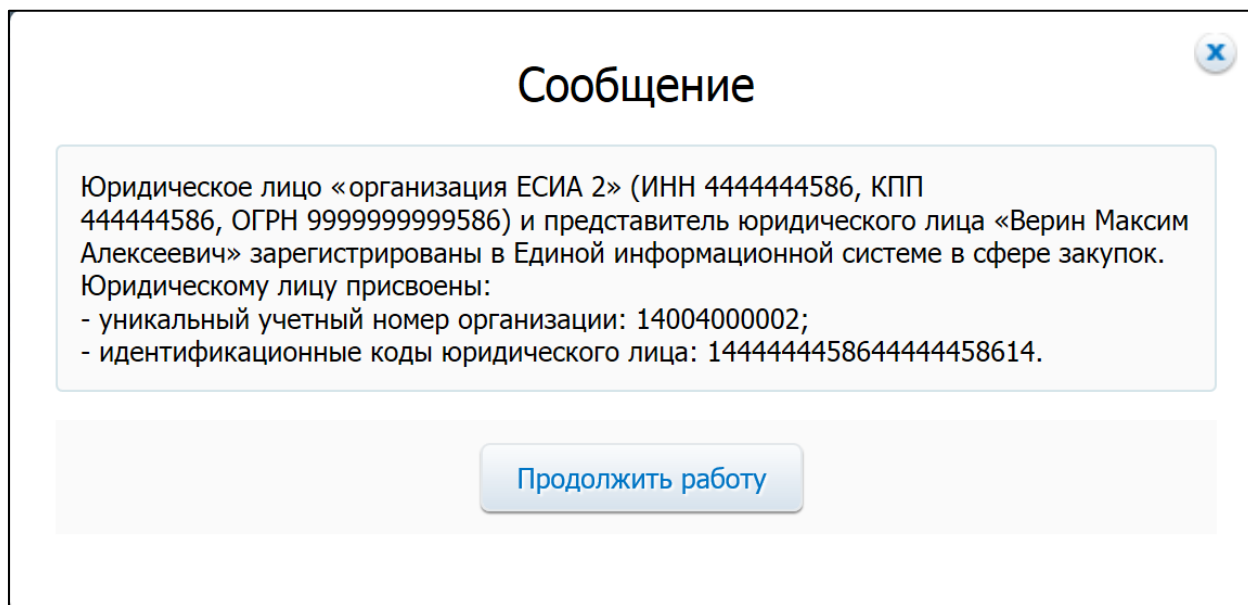 x
Сообщение
Юридическое лицо «организация ЕСИА 2» (ИНН 4444444586, КПП
444444586, ОГРН 9999999999586) и представитель юридического лица «Верин Максим
Алексеевич» зарегистрированы в Единой информационной системе в сфере закупок.
Юридическому лицу присвоены:
- уникальный учетный номер организации: 14004000002;
- идентификационные коды юридического лица: 1444444458644444458614.
Продолжить работу